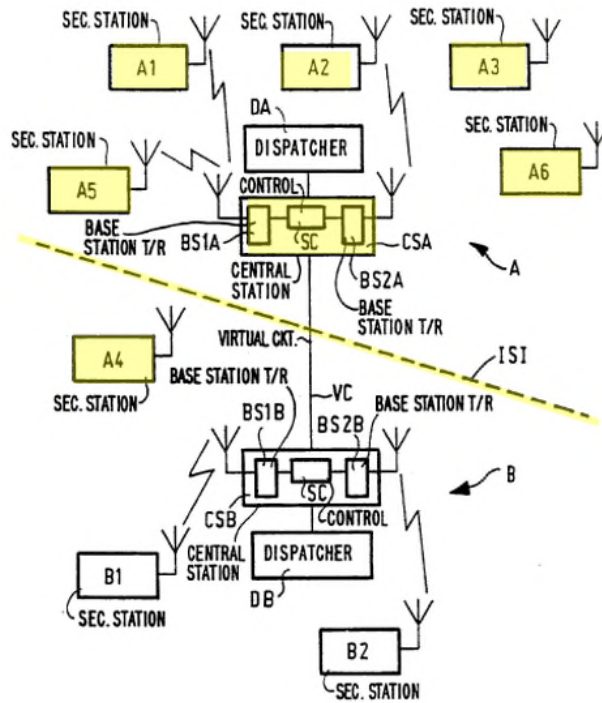 SEC. STATION
A1
SEC. STATION
A2
SEC. STATION
A3
DA
DISPATCHER
SEC. STATION
A5
SEC. STATION
A6
CONTROL
BASE
STATION T/R
BS1A
SC
CSA
CENTRAL
STATION
BS2A
BASE
STATION T/R
A
VIRTUAL CKT.
ISI
A4
SEC. STATION
BASE STATION T/R
VC
BASE STATION T/R
BS1B
BS2B
SC
CSB
CONTROL
B
CENTRAL
STATION
DISPATCHER
DB
B1
SEC. STATION
B2
SEC. STATION